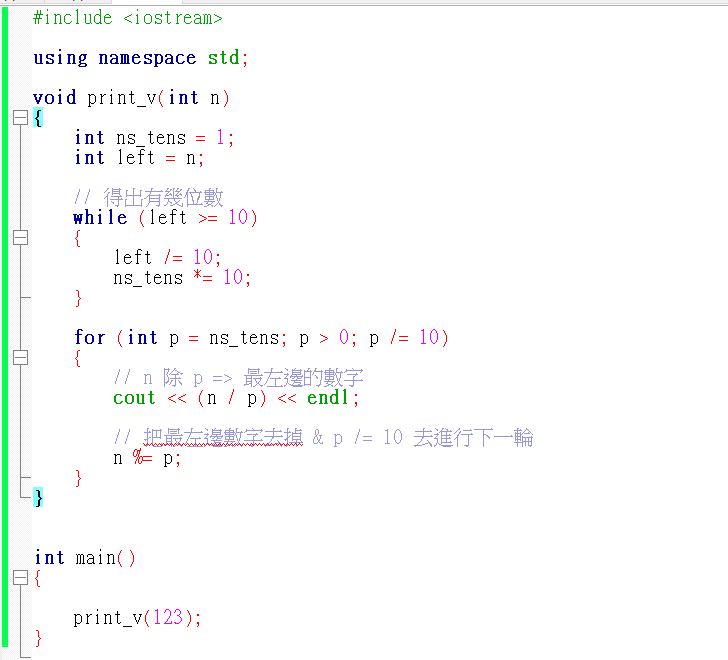 #include <iostream>
using namespace std;
void print_v(int n)
{
int ns_tens = 1;
int left = n;
// 得出有幾位數
while (left >= 10)
{
left /= 10;
ns_tens *= 10;
}
for (int p = ns_tens; p > 0; p /= 10)
{
// n 除 p => 最左邊的數字
cout << (n / p) << endl;
// 把最左邊數字去掉 & p /= 10 去進行下一輪
n %= p;
}
}
int main()
{
print_v(123);
}